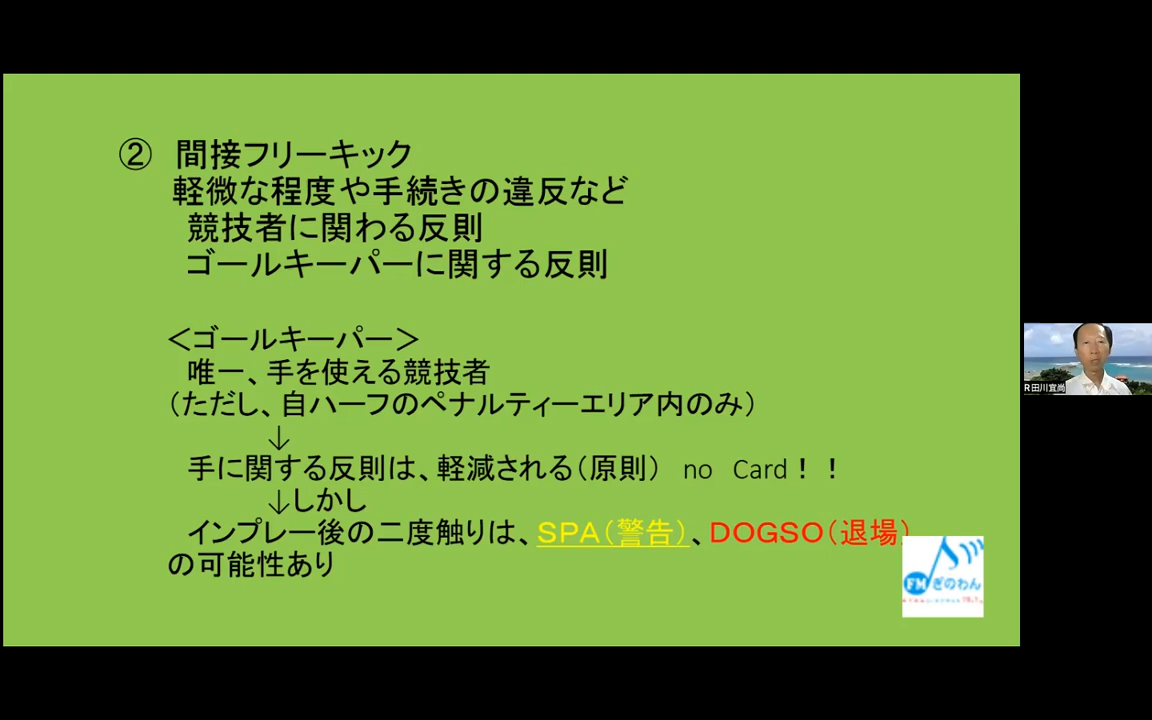 ② 間接フリーキック
軽微な程度や手続きの違反など
競技者に関わる反則
ゴールキーパーに関する反則
＜ゴールキーパー＞
唯一、手を使える競技者
（ただし、自ハーフのペナルティーエリア内のみ）
↓
手に関する反則は、軽減される（原則） no Card！！
↓しかし
インプレー後の二度触りは、SPA（警告）、DOGSO（退場）
の可能性あり
FMぎのわん
R田川宜尚